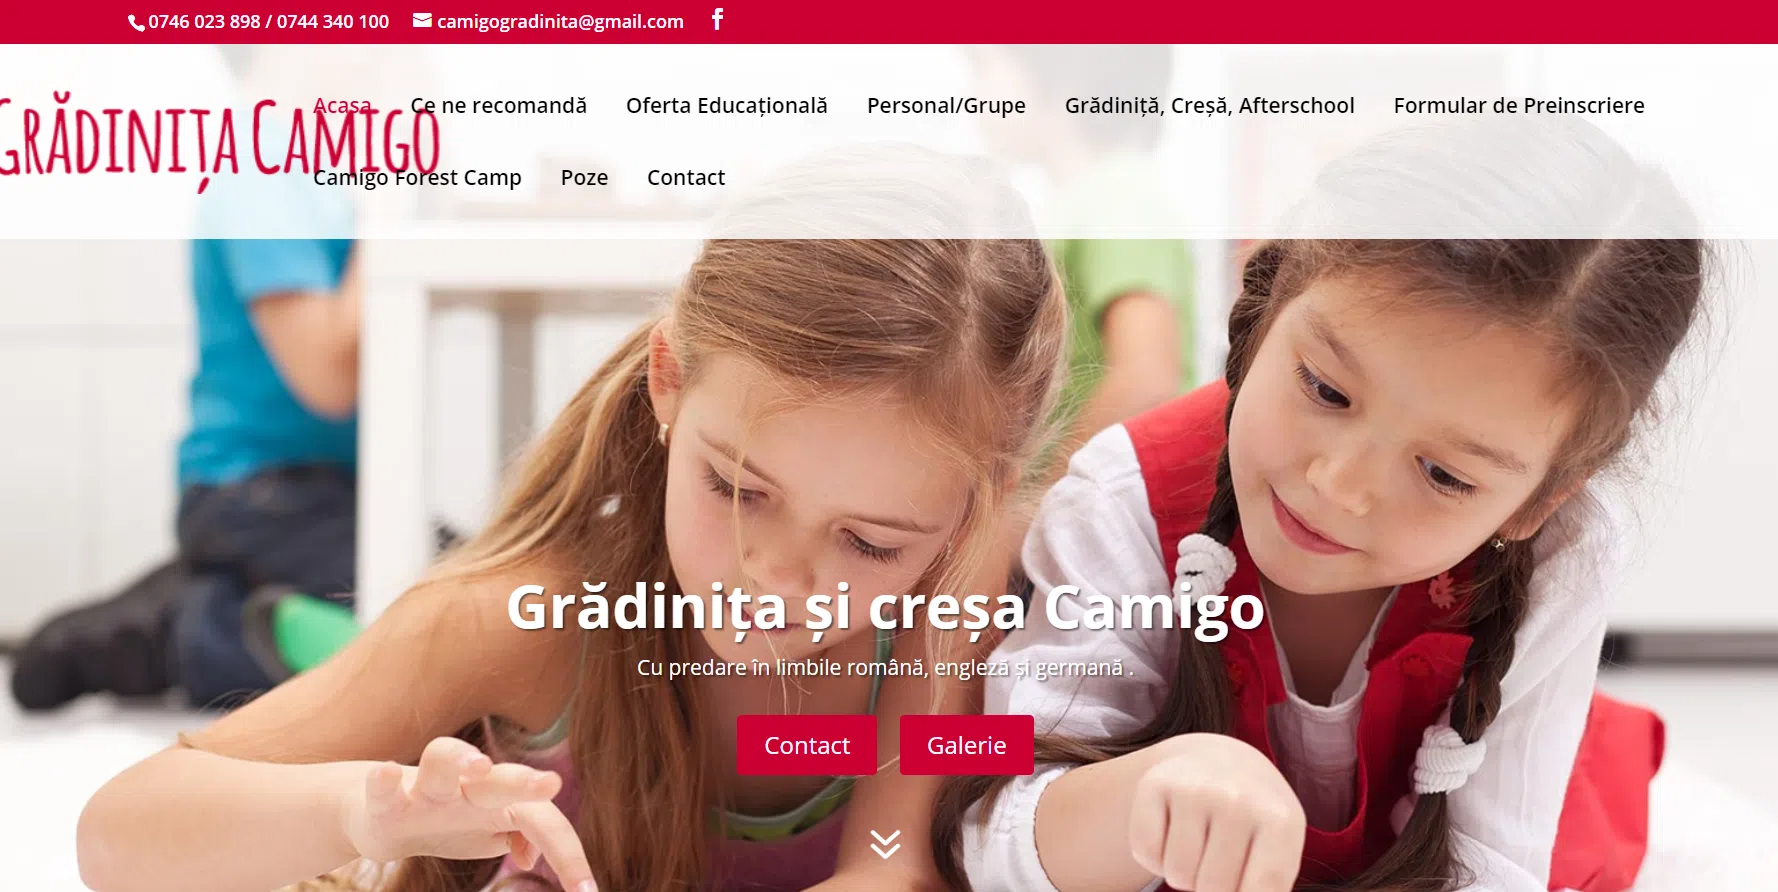 0746 023 898 / 0744 340 100 camigogradinita@gmail.com
GRĂDINIȚA CAMIGO
Acasa Ce ne recomandă Oferta Educațională Personal/Grupe Grădiniță, Creșă, Afterschool Formular de Preinscriere
Camigo Forest Camp Poze Contact
Grădinița și creșa Camigo
Cu predare în limbile română, engleză și germană .
Contact Galerie